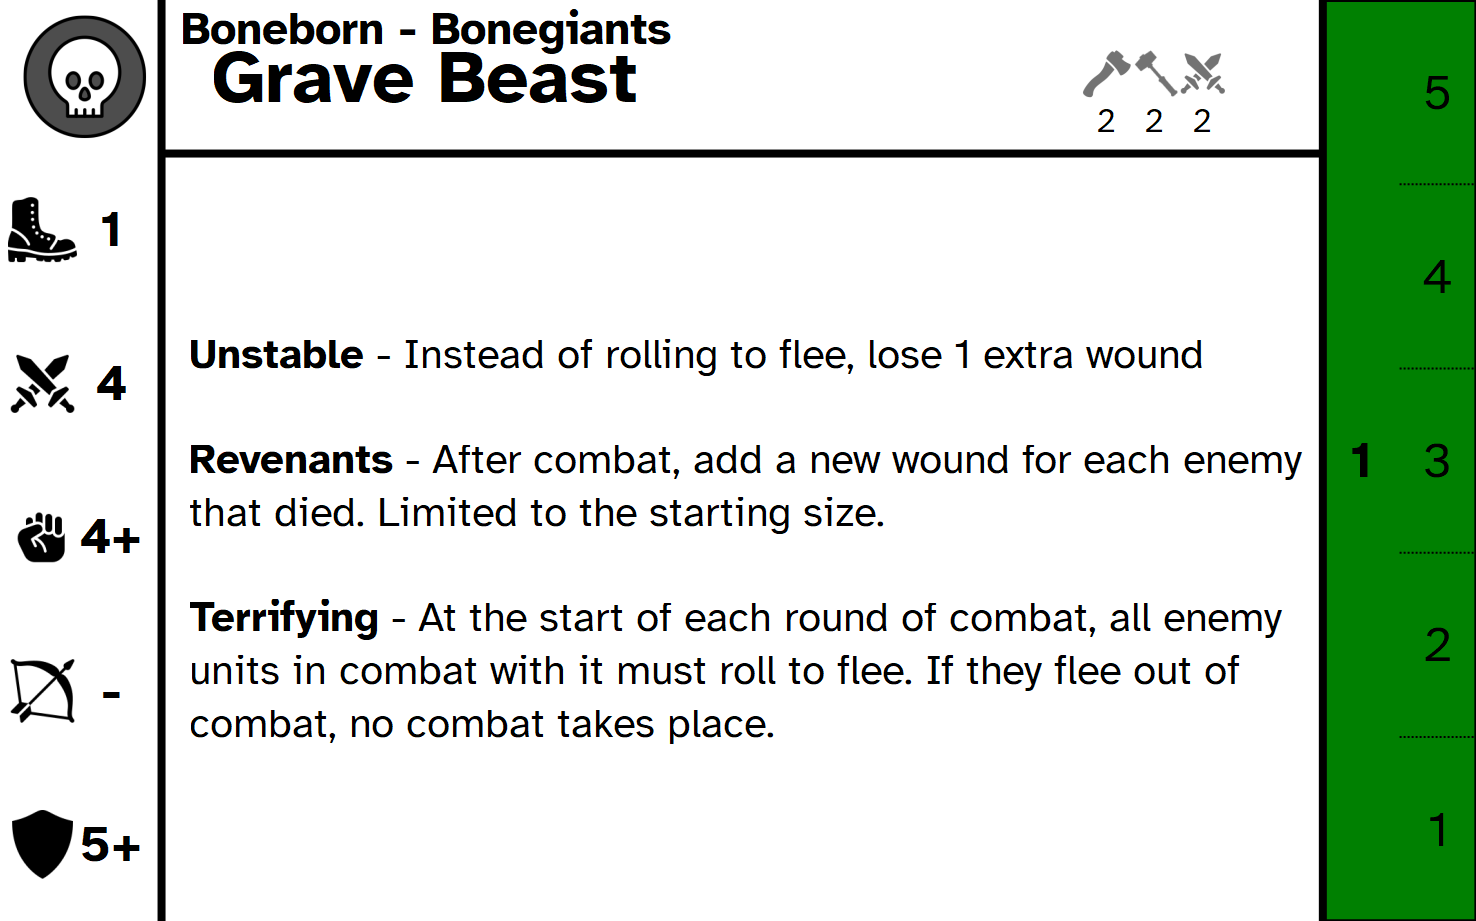 Boneborn - Bonegiants
Grave Beast
2 2 2
1
4
4+
-
5+
Unstable - Instead of rolling to flee, lose 1 extra wound
Revenants - After combat, add a new wound for each enemy
that died. Limited to the starting size.
Terrifying - At the start of each round of combat, all enemy
units in combat with it must roll to flee. If they flee out of
combat, no combat takes place.
5
4
1 3
2
1